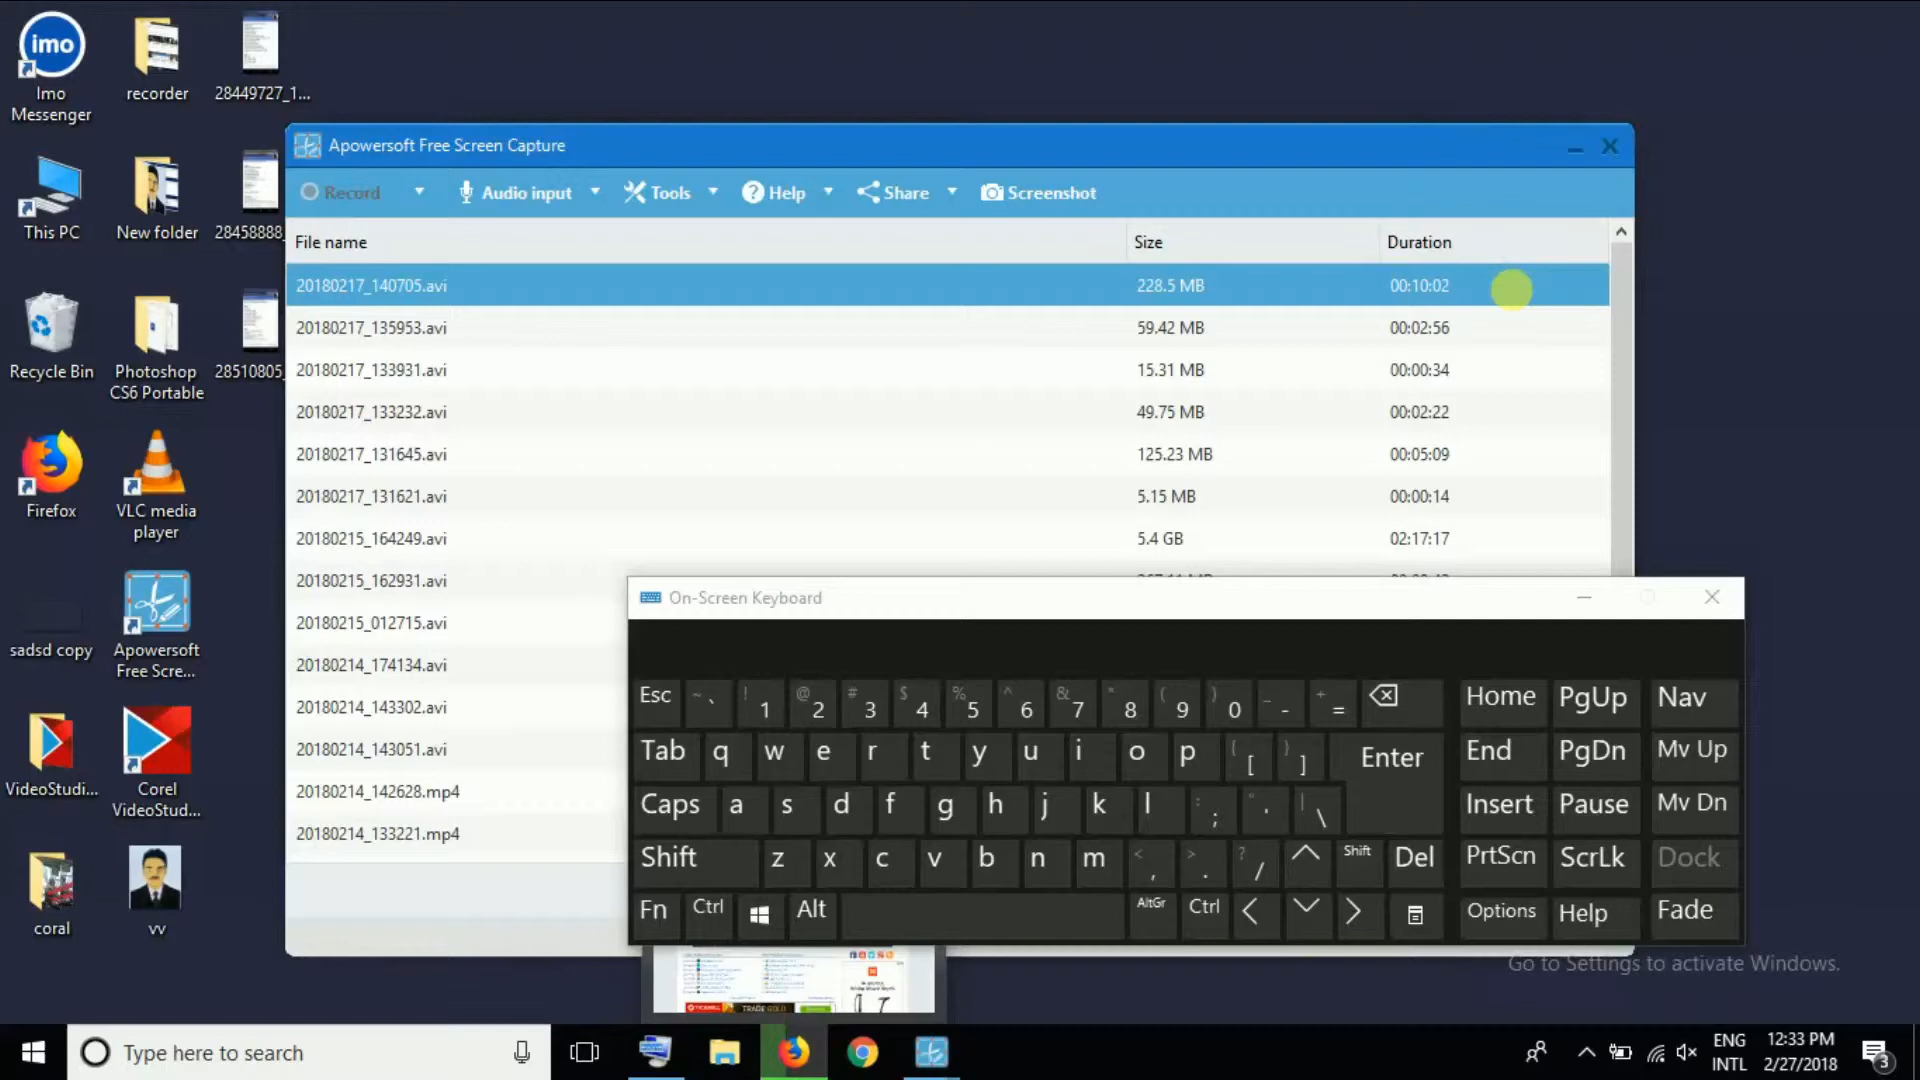 imo
Imo
Messenger
recorder
28449727_1...
This PC
New folder
28458888_
Recycle Bin
Photoshop
CS6 Portable
28510805_
Firefox
VLC media
player
sadsd copy
Apowersoft
Free Scre...
VideoStudi...
Corel
VideoStud...
coral
vv
Apowersoft Free Screen Capture
Record Audio input Tools ? Help Share Screenshot
File name Size Duration
20180217_140705.avi 228.5 MB 00:10:02
20180217_135953.avi 59.42 MB 00:02:56
20180217_133931.avi 15.31 MB 00:00:34
20180217_133232.avi 49.75 MB 00:02:22
20180217_131645.avi 125.23 MB 00:05:09
20180217_131621.avi 5.15 MB 00:00:14
20180215_164249.avi 5.4 GB 02:17:17
20180215_162931.avi
20180215_012715.avi
20180214_174134.avi
20180214_143302.avi
20180214_143051.avi
20180214_142628.mp4
20180214_133221.mp4
On-Screen Keyboard
Esc ~ ` ! 1 @ 2 # 3 $ 4 % 5 ^ 6 & 7 * 8 ( 9 ) 0 _ - + = Home PgUp Nav
Tab q w e r t y u i o p { [ } ] Enter End PgDn Mv Up
Caps a s d f g h j k l : ; " ' | \ Insert Pause Mv Dn
Shift z x c v b n m < , > . ? / Shift Del PrtScn ScrLk Dock
Fn Ctrl Alt AltGr Ctrl Options Help Fade
TRADE GOLD
Go to Settings to activate Windows.
Type here to search
ENG
INTL
12:33 PM
2/27/2018
3